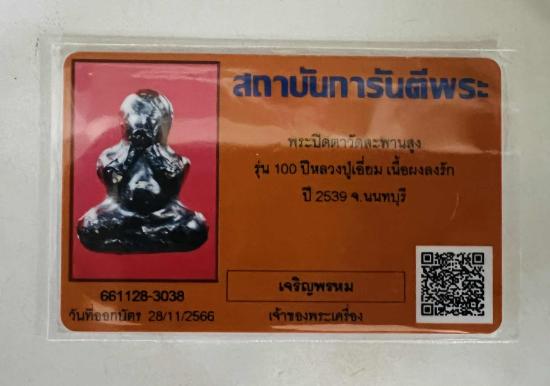 สถาบันการันตีพระ
พระปิดตาวัดสะพานสูง
รุ่น 100 ปีหลวงปู่เอี่ยม เนื้อผงลงรัก
ปี 2539 จ.นนทบุรี
661128-3038
วันที่ออกบัตร 28/11/2566
เจริญพรหม
เจ้าของพระเครื่อง